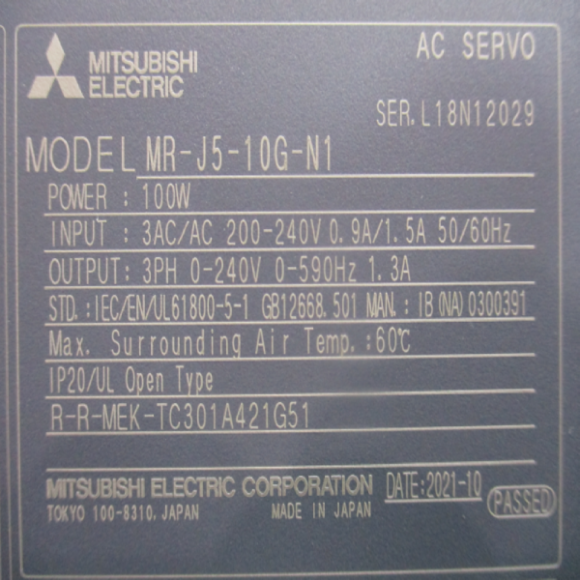 MITSUBISHI
ELECTRIC
AC SERVO
SER. L18N12029
MODEL MR-J5-10G-N1
POWER : 100W
INPUT : 3AC/AC 200-240V 0.9A/1.5A 50/60Hz
OUTPUT: 3PH 0-240V 0-590Hz 1.3A
STD.:IEC/EN/UL61800-5-1 GB12668.501 MAN.: IB(NA)0300391
Max. Surrounding Air Temp.:60℃
IP20/UL Open Type
R-R-MEK-TC301A421G51
MITSUBISHI ELECTRIC CORPORATION DATE:2021-10
TOKYO 100-8310, JAPAN MADE IN JAPAN PASSED